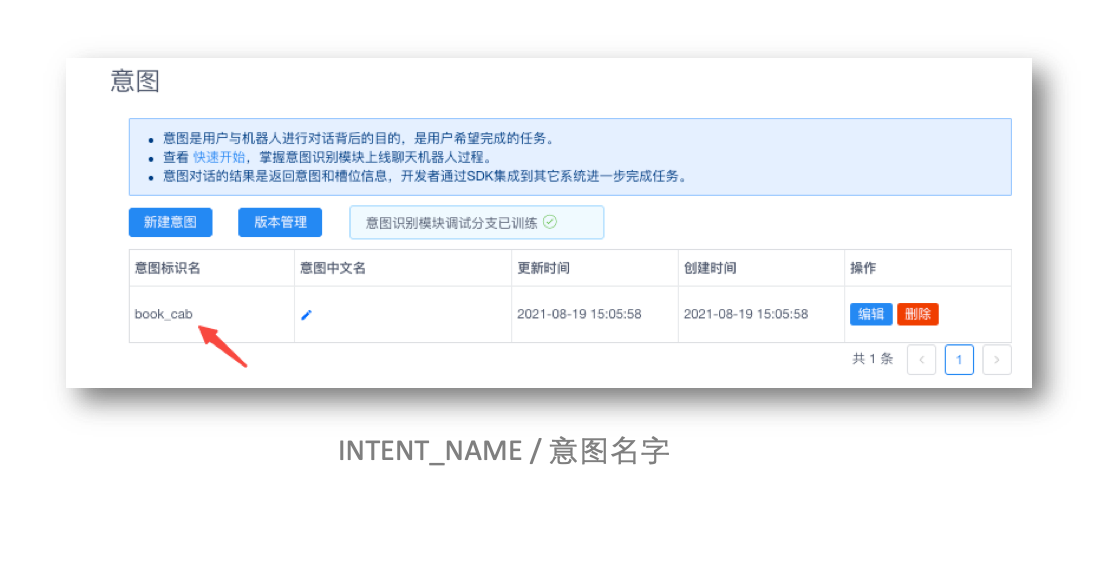 意图
• 意图是用户与机器人进行对话背后的目的，是用户希望完成的任务。
• 查看 快速开始，掌握意图识别模块上线聊天机器人过程。
• 意图对话的结果是返回意图和槽位信息，开发者通过SDK集成到其它系统进一步完成任务。
新建意图 版本管理 意图识别模块调试分支已训练
意图标识名 意图中文名 更新时间 创建时间 操作
book_cab 2021-08-19 15:05:58 2021-08-19 15:05:58 编辑 删除
共 1 条 < 1 >
INTENT_NAME / 意图名字